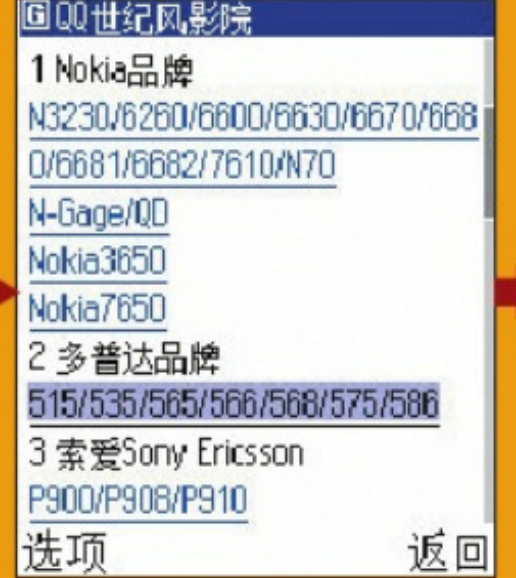 G QQ世纪风影院
1 Nokia品牌
N3230/6260/6600/6630/6670/668
0/6681/6682/7610/N70
N-Gage/QD
Nokia3650
Nokia7650
2 多普达品牌
515/535/565/566/568/575/586
3 索爱Sony Ericsson
P900/P908/P910
选项 返回